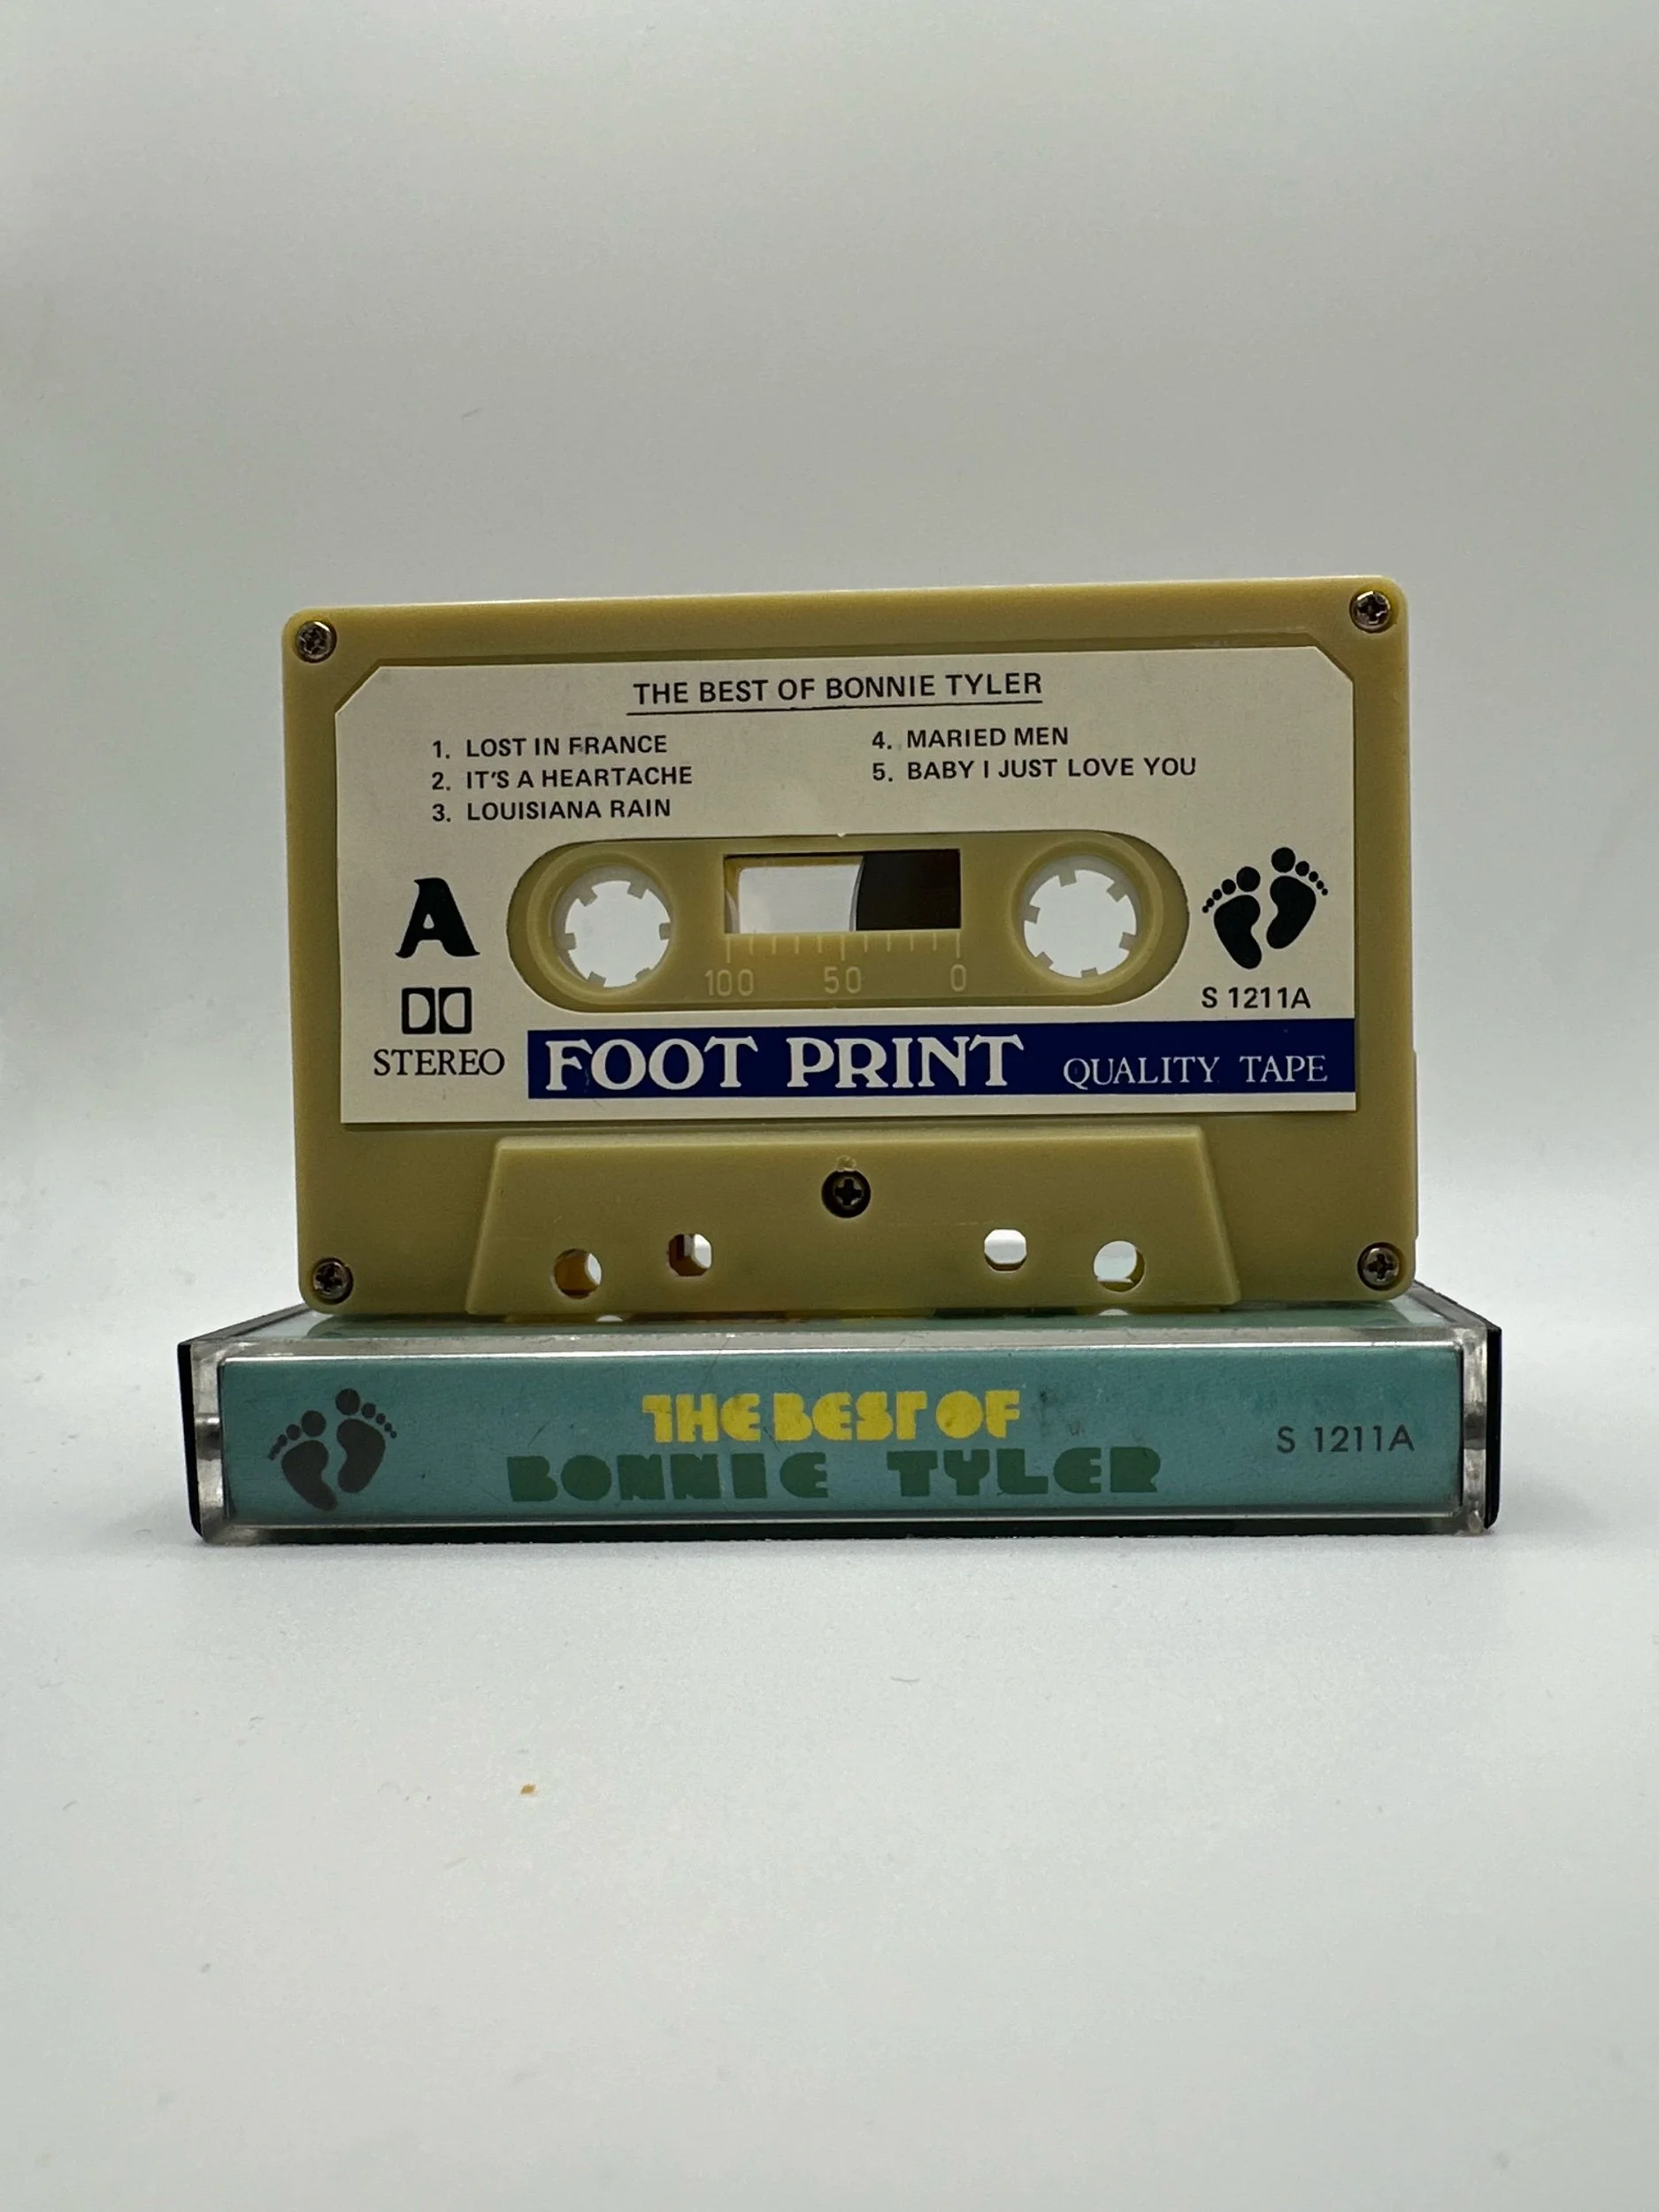 THE BEST OF BONNIE TYLER
1. LOST IN FRANCE
2. IT'S A HEARTACHE
3. LOUISIANA RAIN
4. MARIED MEN
5. BABY I JUST LOVE YOU
A
100 50 0
S 1211A
STEREO
FOOT PRINT QUALITY TAPE
THE BEST OF
BONNIE TYLER
S 1211A